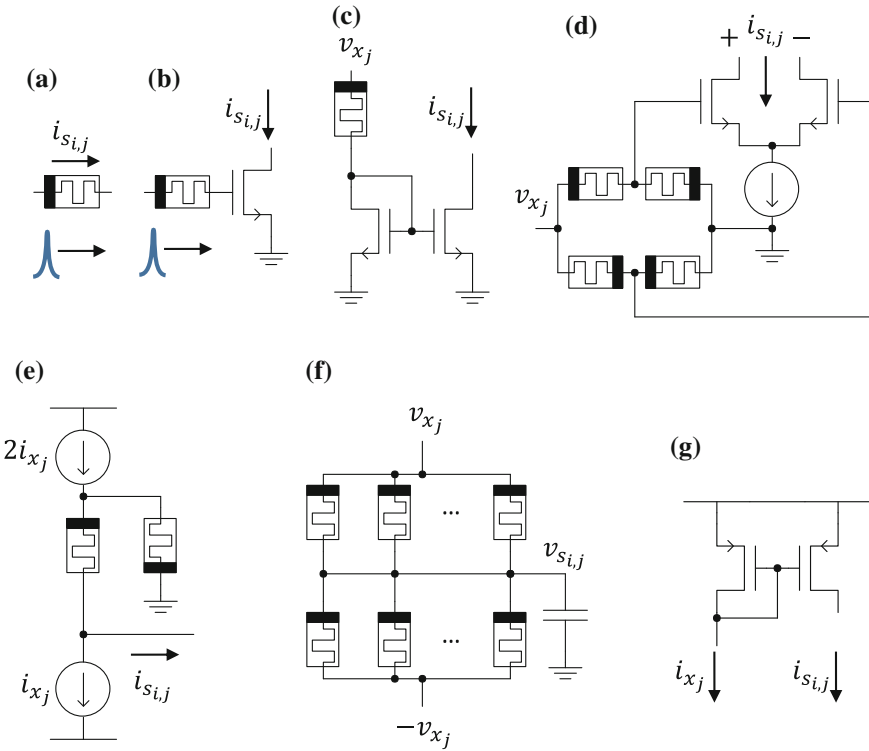 (a)
i_{s_{i,j}}
(b)
i_{s_{i,j}}
(c)
v_{x_j}
i_{s_{i,j}}
(d)
+ i_{s_{i,j}} −
v_{x_j}
(e)
2i_{x_j}
i_{x_j}
i_{s_{i,j}}
(f)
v_{x_j}
...
v_{s_{i,j}}
...
−v_{x_j}
(g)
i_{x_j}
i_{s_{i,j}}